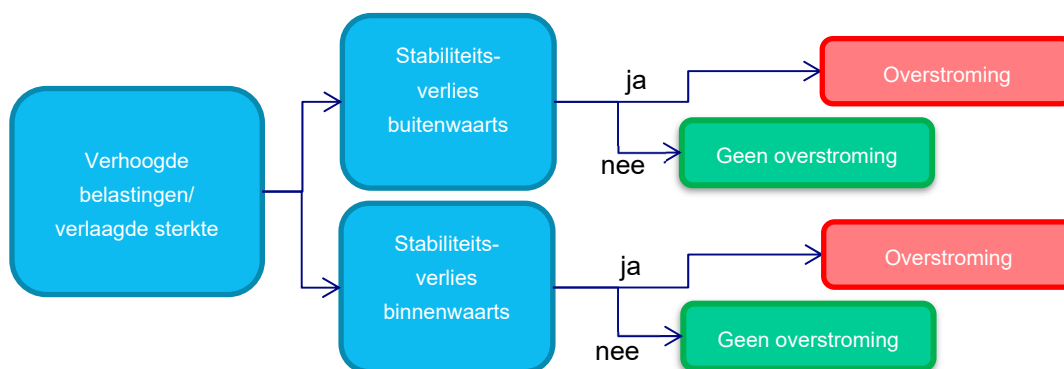 Verhoogde
belastingen/
verlaagde sterkte
Stabiliteits-
verlies
buitenwaarts
ja
nee
Overstroming
Geen overstroming
Stabiliteits-
verlies
binnenwaarts
ja
nee
Overstroming
Geen overstroming